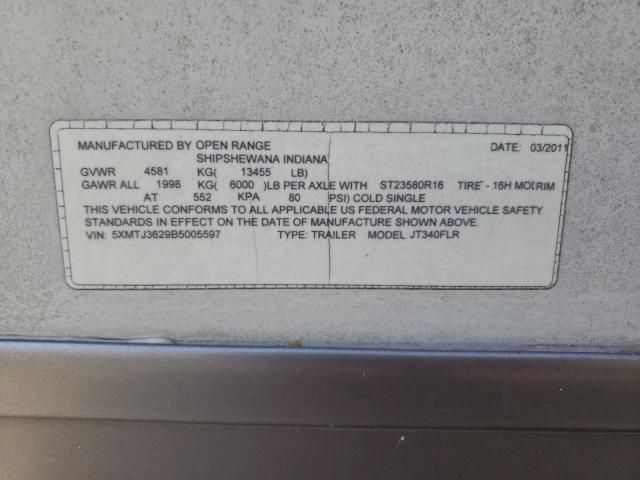 MANUFACTURED BY OPEN RANGE DATE: 03/2011
SHIPSHEWANA INDIANA
GVWR 4581 KG( 13455 LB)
GAWR ALL 1998 KG( 6000 )LB PER AXLE WITH ST23580R16 TIRE - 16H RIM
AT 552 KPA 80 PSI) COLD SINGLE
THIS VEHICLE CONFORMS TO ALL APPLICABLE US FEDERAL MOTOR VEHICLE SAFETY
STANDARDS IN EFFECT ON THE DATE OF MANUFACTURE SHOWN ABOVE.
VIN: 5XMTJ3629B5005597 TYPE: TRAILER MODEL JT340FLR